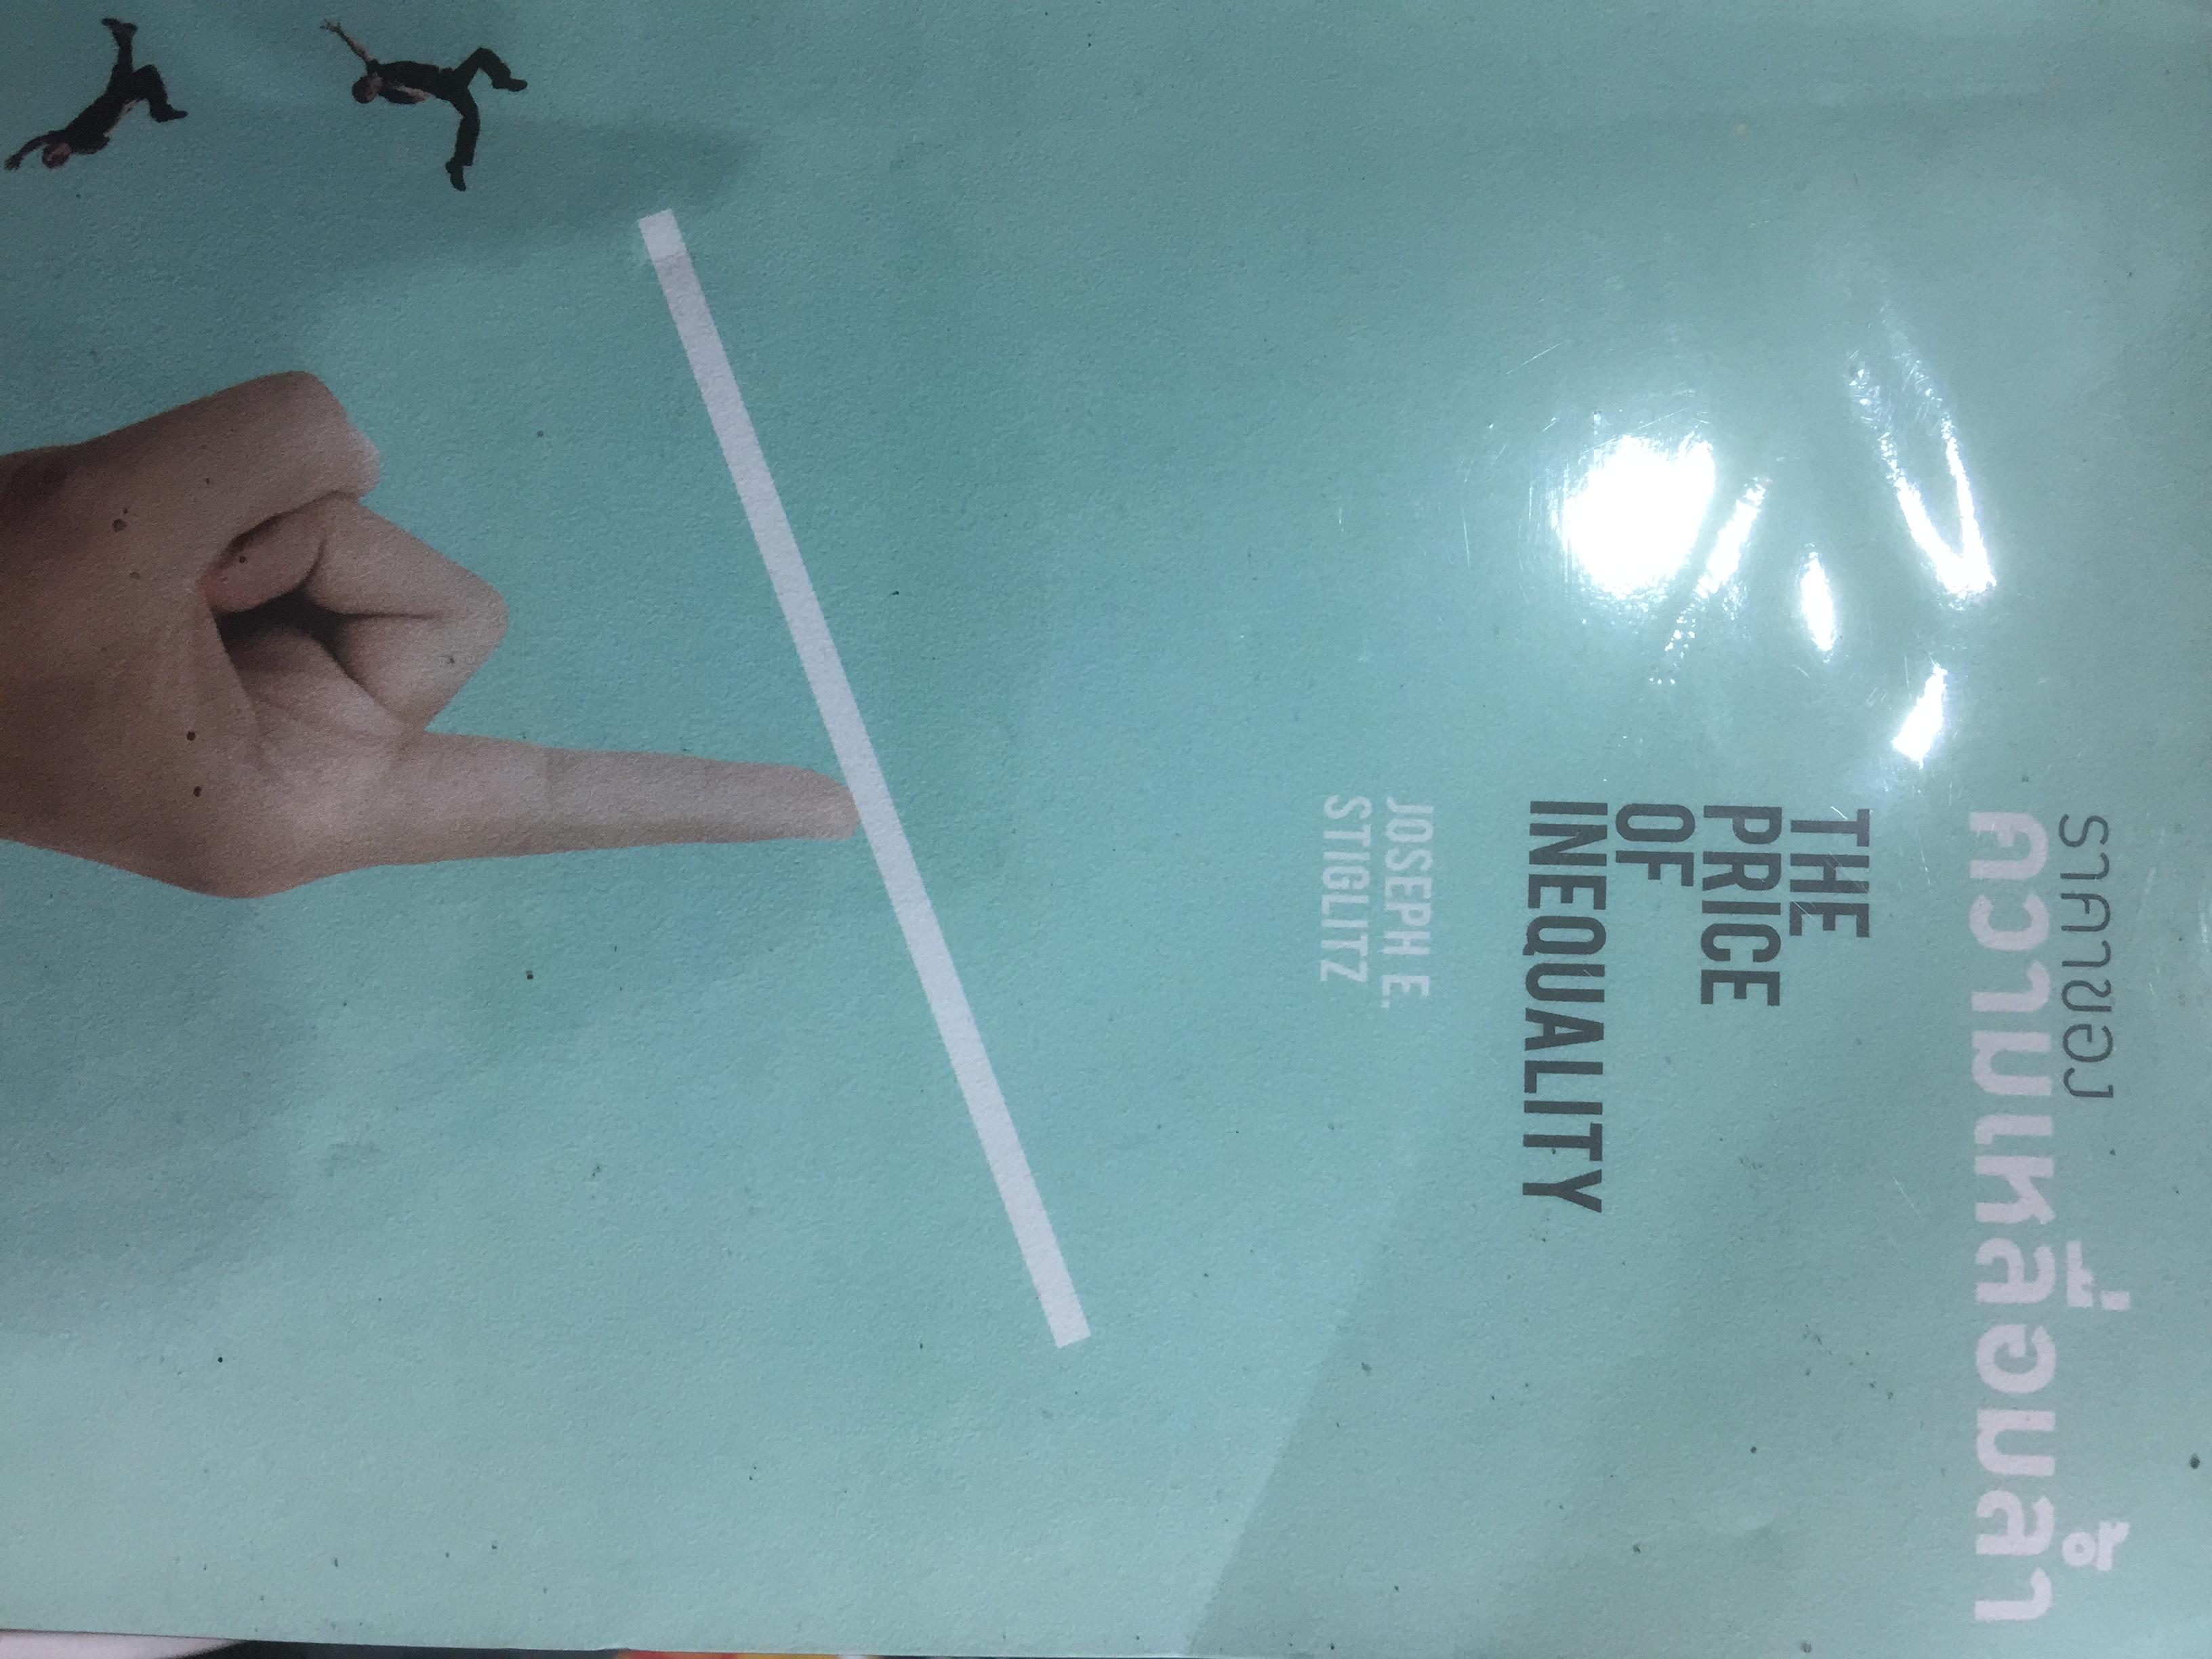 ราคาของ
ความเหลื่อมล้ำ
THE
PRICE
OF
INEQUALITY
JOSEPH E.
STIGLITZ